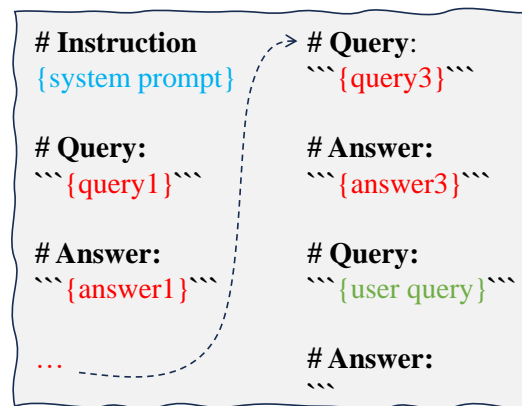 # Instruction
{system prompt}
# Query:
```{query1}```
# Answer:
```{answer1}```
...
# Query:
```{query3}```
# Answer:
```{answer3}```
# Query:
```{user query}```
# Answer:
```